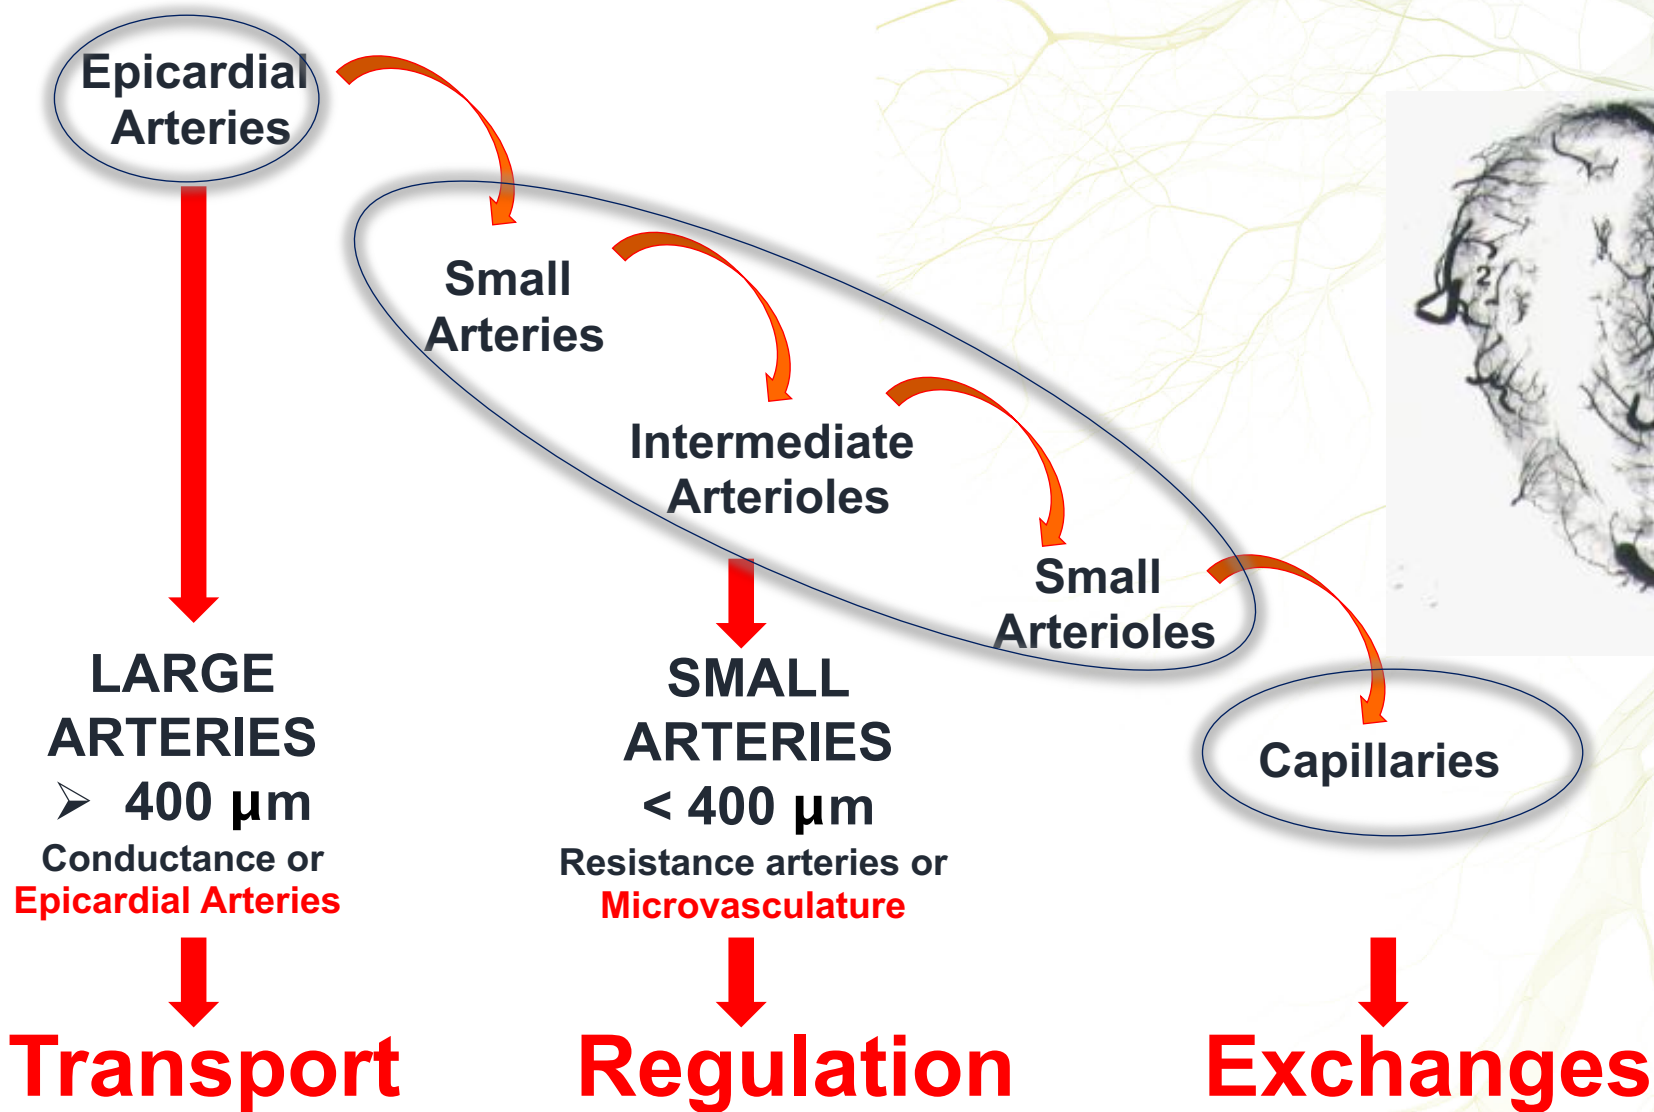 Epicardial
Arteries
Small
Arteries
Intermediate
Arterioles
Small
Arterioles
Capillaries
LARGE
ARTERIES
➢ 400 µm
Conductance or
Epicardial Arteries
SMALL
ARTERIES
< 400 µm
Resistance arteries or
Microvasculature
2
Transport
Regulation
Exchanges